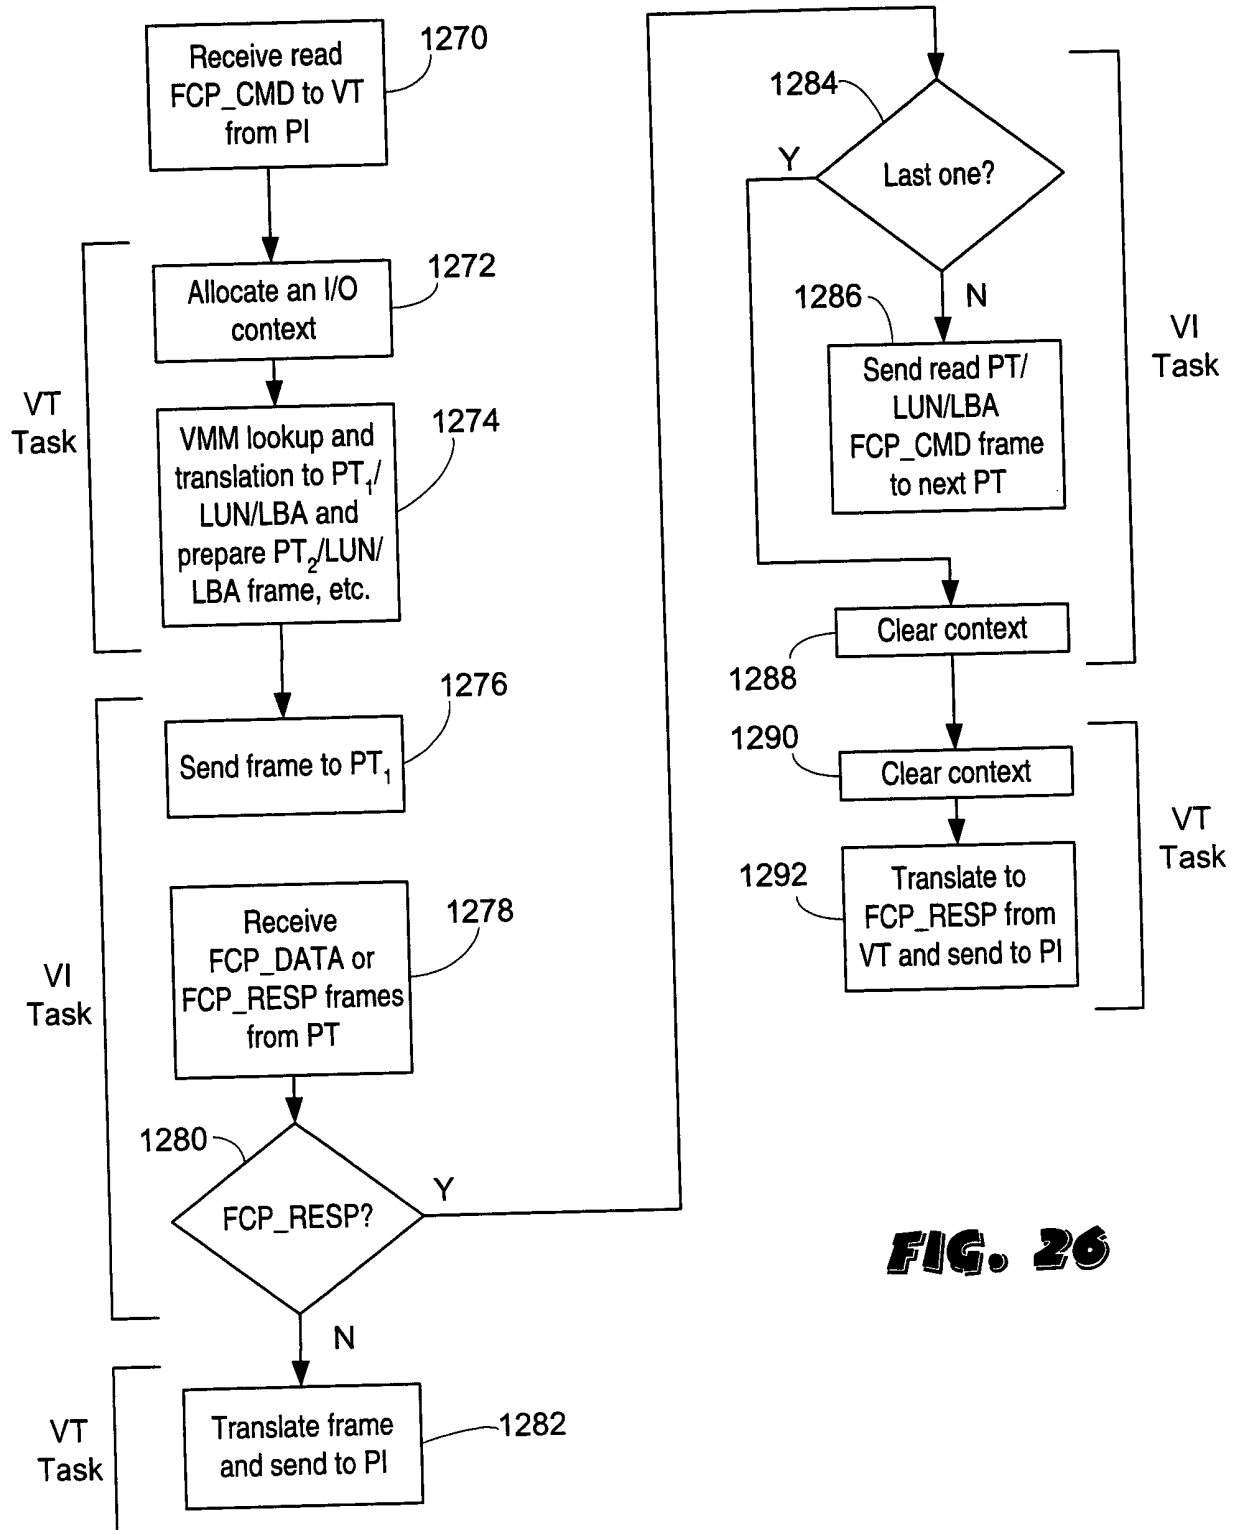 Receive read
FCP_CMD to VT
from PI
1270
VT
Task
Allocate an I/O
context
1272
VMM lookup and
translation to PT₁/
LUN/LBA and
prepare PT₂/LUN/
LBA frame, etc.
1274
VI
Task
Send frame to PT₁
1276
Receive
FCP_DATA or
FCP_RESP frames
from PT
1278
1280
FCP_RESP?
Y
N
VT
Task
Translate frame
and send to PI
1282
1284
Last one?
Y
N
VI
Task
1286
Send read PT/
LUN/LBA
FCP_CMD frame
to next PT
Clear context
1288
1290
Clear context
VT
Task
1292
Translate to
FCP_RESP from
VT and send to PI
FIG. 26